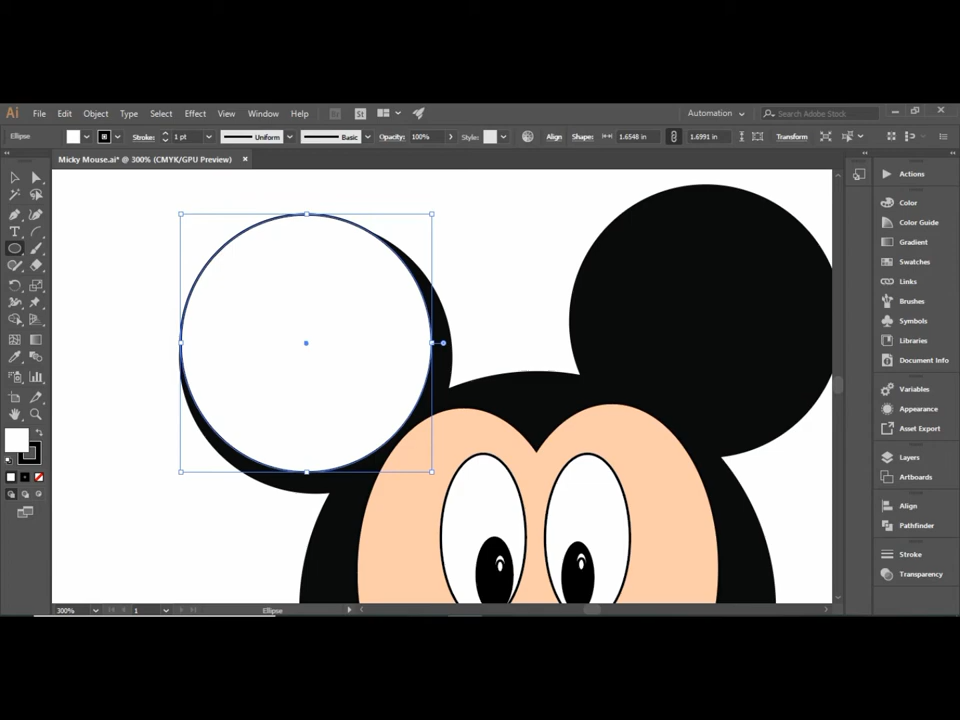 Ai File Edit Object Type Select Effect View Window Help Br St Automation Search Adobe Stock
Ellipse Stroke: 1 pt Uniform Basic Opacity: 100% Style: Align Shape: 1.6548 in 1.6991 in Transform
Micky Mouse.ai* @ 300% (CMYK/GPU Preview) ×
Actions
Color
Color Guide
Gradient
Swatches
Links
Brushes
Symbols
Libraries
Document Info
Variables
Appearance
Asset Export
Layers
Artboards
Align
Pathfinder
Stroke
Transparency
300% 1 Ellipse